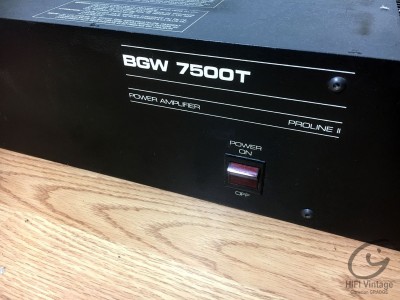 BGW 7500T
POWER AMPLIFIER PROLINE II
POWER
ON
OFF
HIFI Vintage